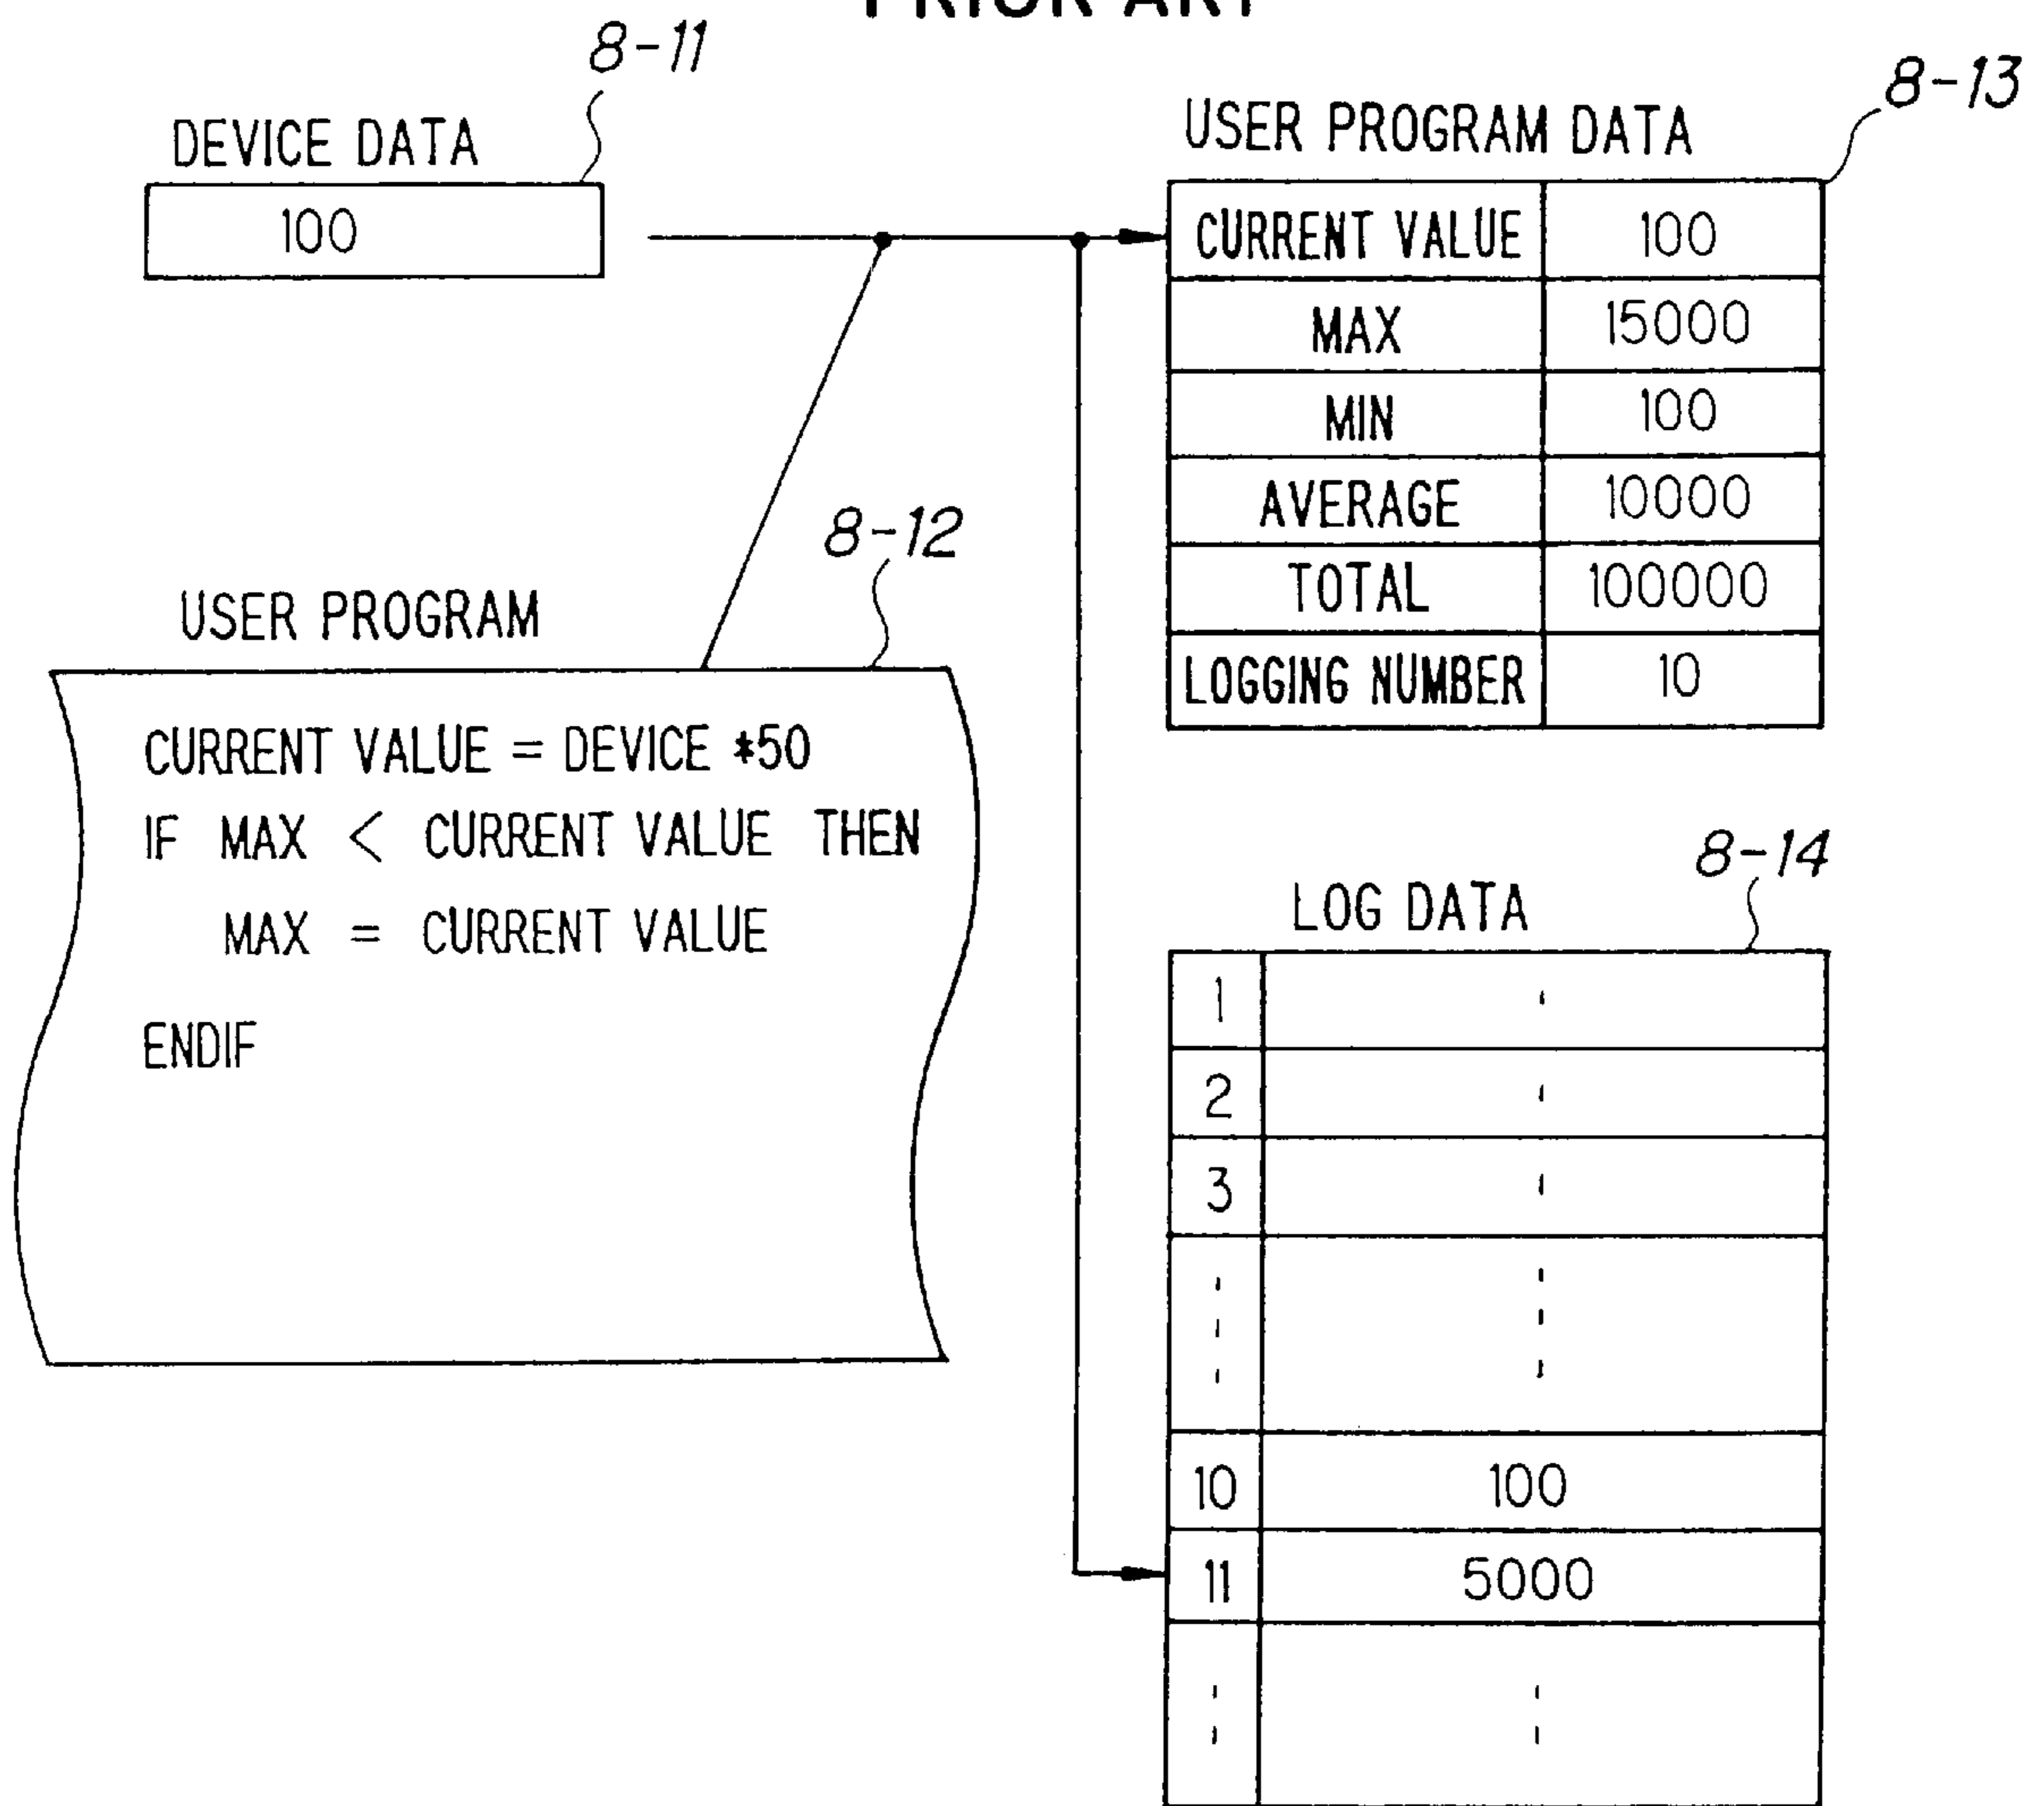 PRIOR ART
8-11
DEVICE DATA
100
8-13
USER PROGRAM DATA
CURRENT VALUE 100
MAX 15000
MIN 100
AVERAGE 10000
TOTAL 100000
LOGGING NUMBER 10
8-12
USER PROGRAM
CURRENT VALUE = DEVICE *50
IF MAX < CURRENT VALUE THEN
MAX = CURRENT VALUE
ENDIF
8-14
LOG DATA
1
2
3
10 100
11 5000